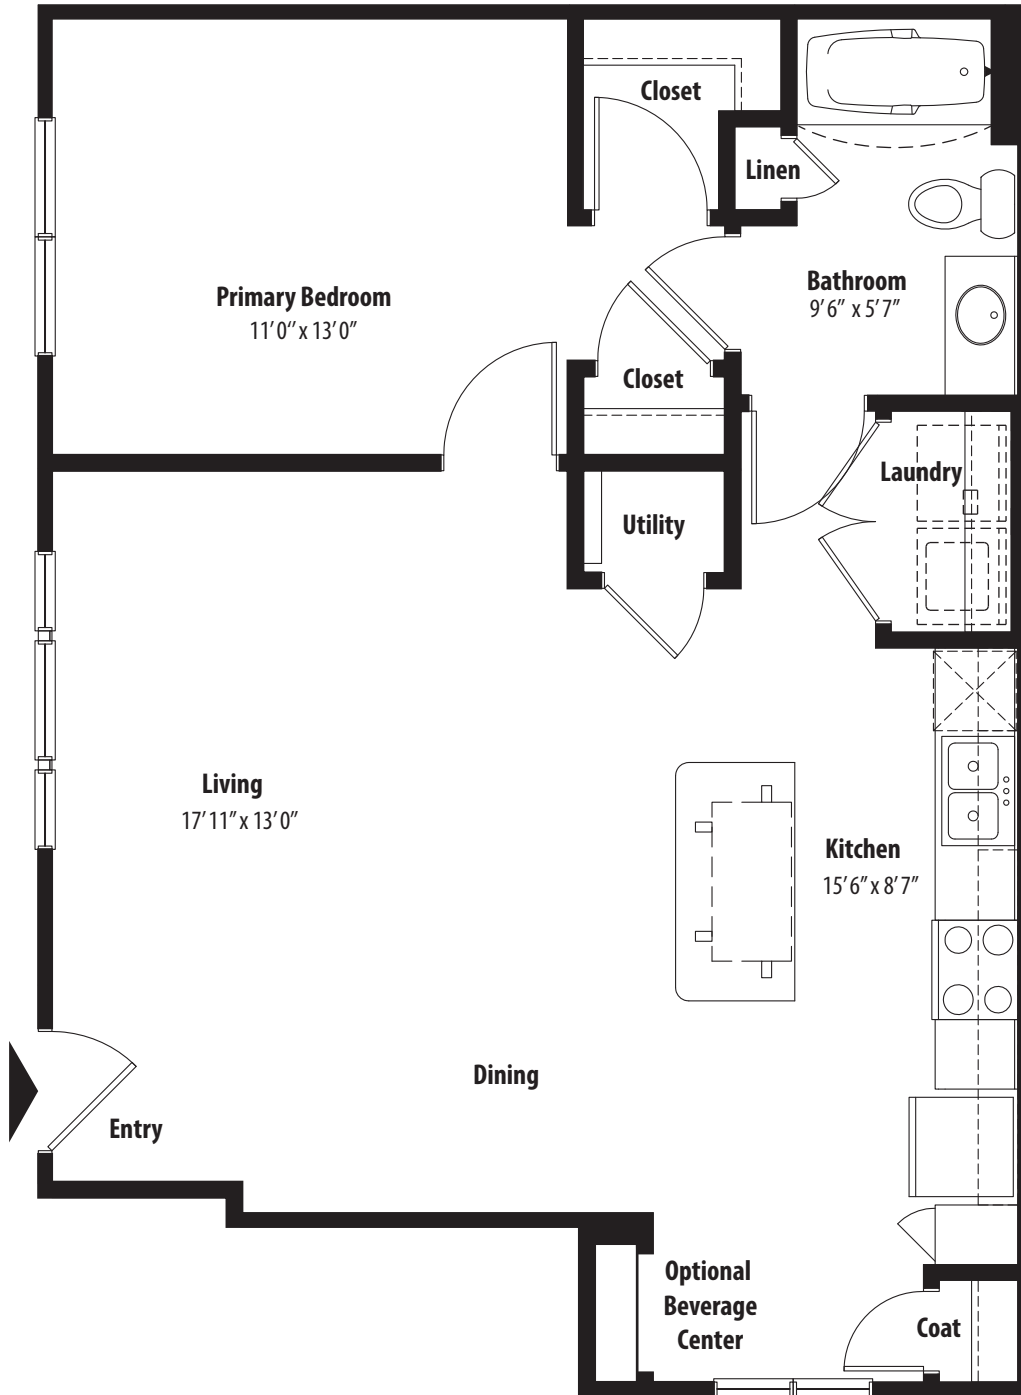 Closet
Linen
Primary Bedroom
11'0" x 13'0"
Bathroom
9'6" x 5'7"
Closet
Laundry
Utility
Living
17'11" x 13'0"
Kitchen
15'6" x 8'7"
Dining
Entry
Optional
Beverage
Center
Coat